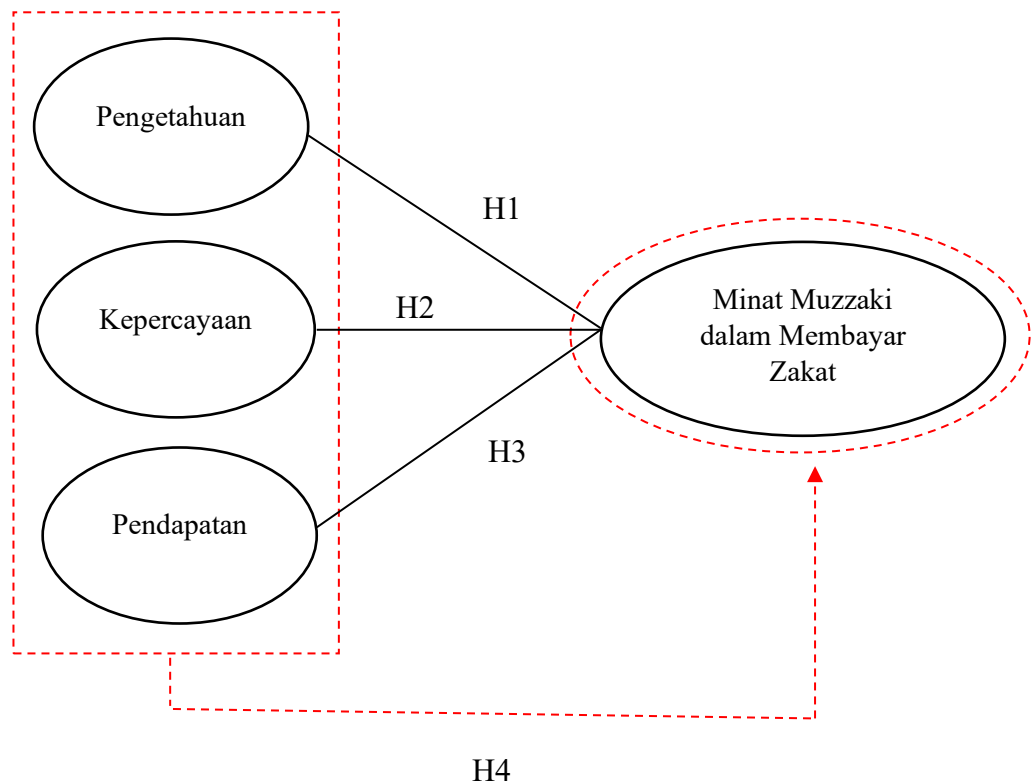 Pengetahuan
H1
Kepercayaan
H2
Minat Muzzaki
dalam Membayar
Zakat
H3
Pendapatan
H4